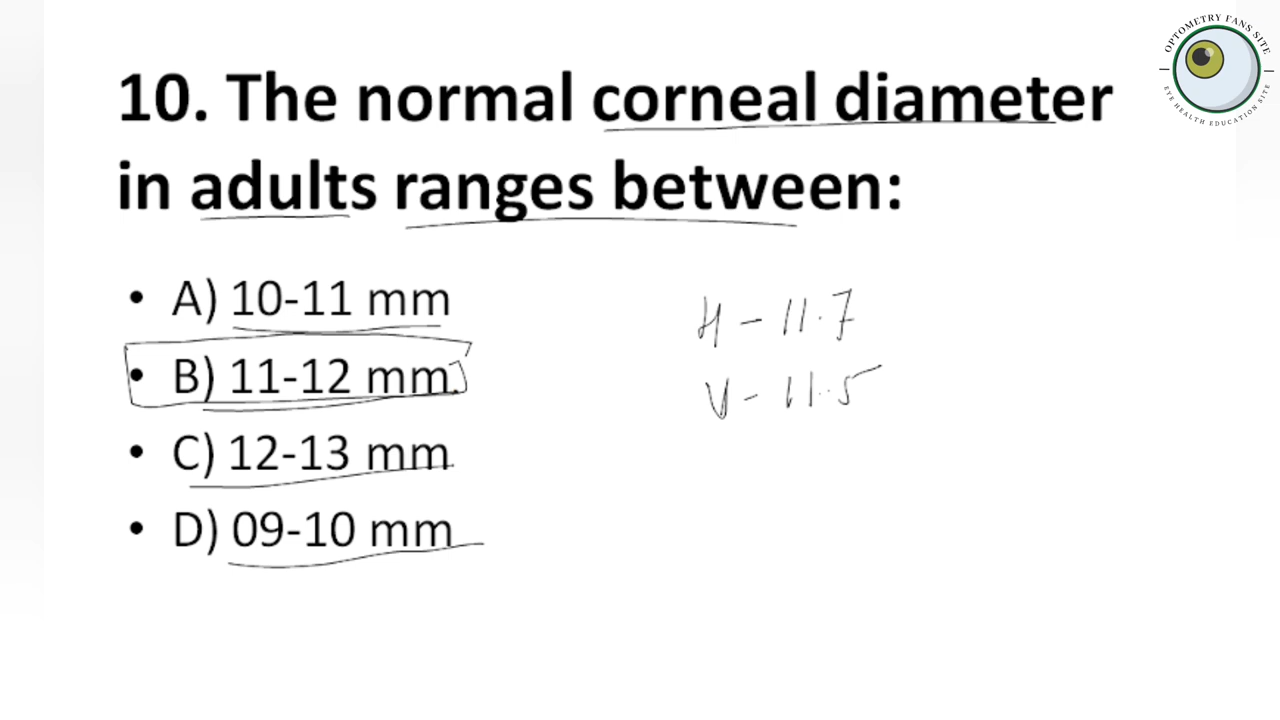 OPTOMETRY FANS SITE
EYE HEALTH EDUCATION SITE
10. The normal corneal diameter
in adults ranges between:
• A) 10-11 mm
• B) 11-12 mm.
• C) 12-13 mm
• D) 09-10 mm
H - 11.7
V - 11.5